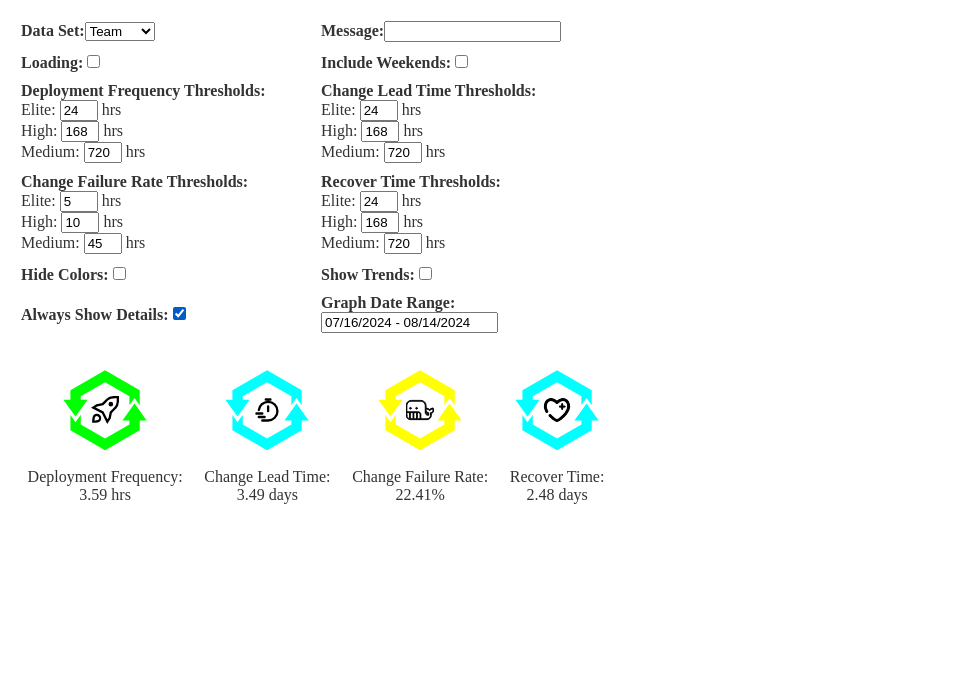 Data Set: Team
Message:
Loading:
Include Weekends:
Deployment Frequency Thresholds:
Elite: 24 hrs
High: 168 hrs
Medium: 720 hrs
Change Lead Time Thresholds:
Elite: 24 hrs
High: 168 hrs
Medium: 720 hrs
Change Failure Rate Thresholds:
Elite: 5 hrs
High: 10 hrs
Medium: 45 hrs
Recover Time Thresholds:
Elite: 24 hrs
High: 168 hrs
Medium: 720 hrs
Hide Colors:
Show Trends:
Always Show Details:
Graph Date Range:
07/16/2024 - 08/14/2024
Deployment Frequency:
3.59 hrs
Change Lead Time:
3.49 days
Change Failure Rate:
22.41%
Recover Time:
2.48 days